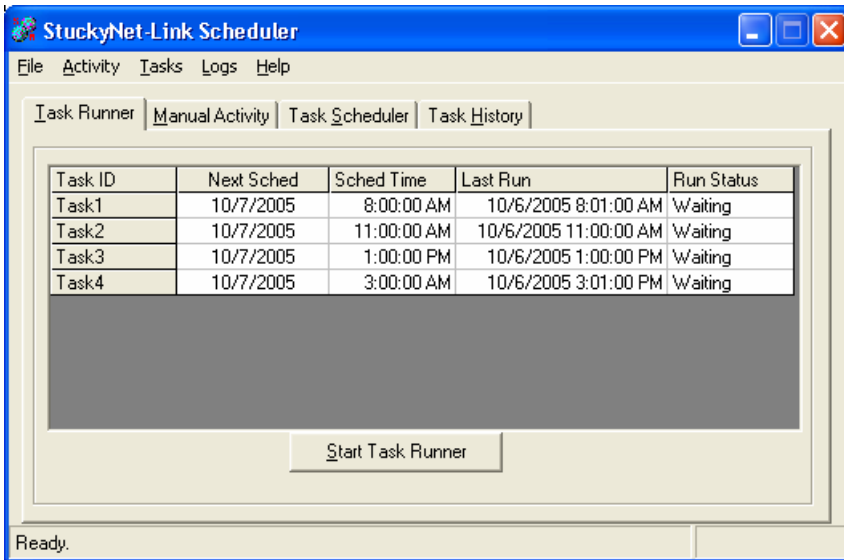 StuckyNet-Link Scheduler
File Activity Tasks Logs Help
Task Runner Manual Activity Task Scheduler Task History
Task ID Next Sched Sched Time Last Run Run Status
Task1 10/7/2005 8:00:00 AM 10/6/2005 8:01:00 AM Waiting
Task2 10/7/2005 11:00:00 AM 10/6/2005 11:00:00 AM Waiting
Task3 10/7/2005 1:00:00 PM 10/6/2005 1:00:00 PM Waiting
Task4 10/7/2005 3:00:00 AM 10/6/2005 3:01:00 PM Waiting
Start Task Runner
Ready.